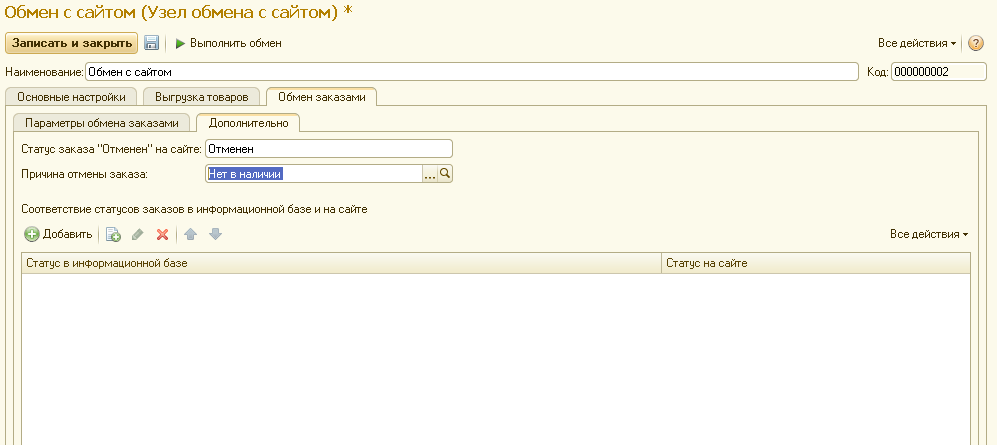 Обмен с сайтом (Узел обмена с сайтом) *
Записать и закрыть Выполнить обмен Все действия ?
Наименование: Обмен с сайтом Код: 000000002
Основные настройки Выгрузка товаров Обмен заказами
Параметры обмена заказами Дополнительно
Статус заказа "Отменен" на сайте: Отменен
Причина отмены заказа: Нет в наличии ...
Соответствие статусов заказов в информационной базе и на сайте
Добавить Все действия
Статус в информационной базе Статус на сайте